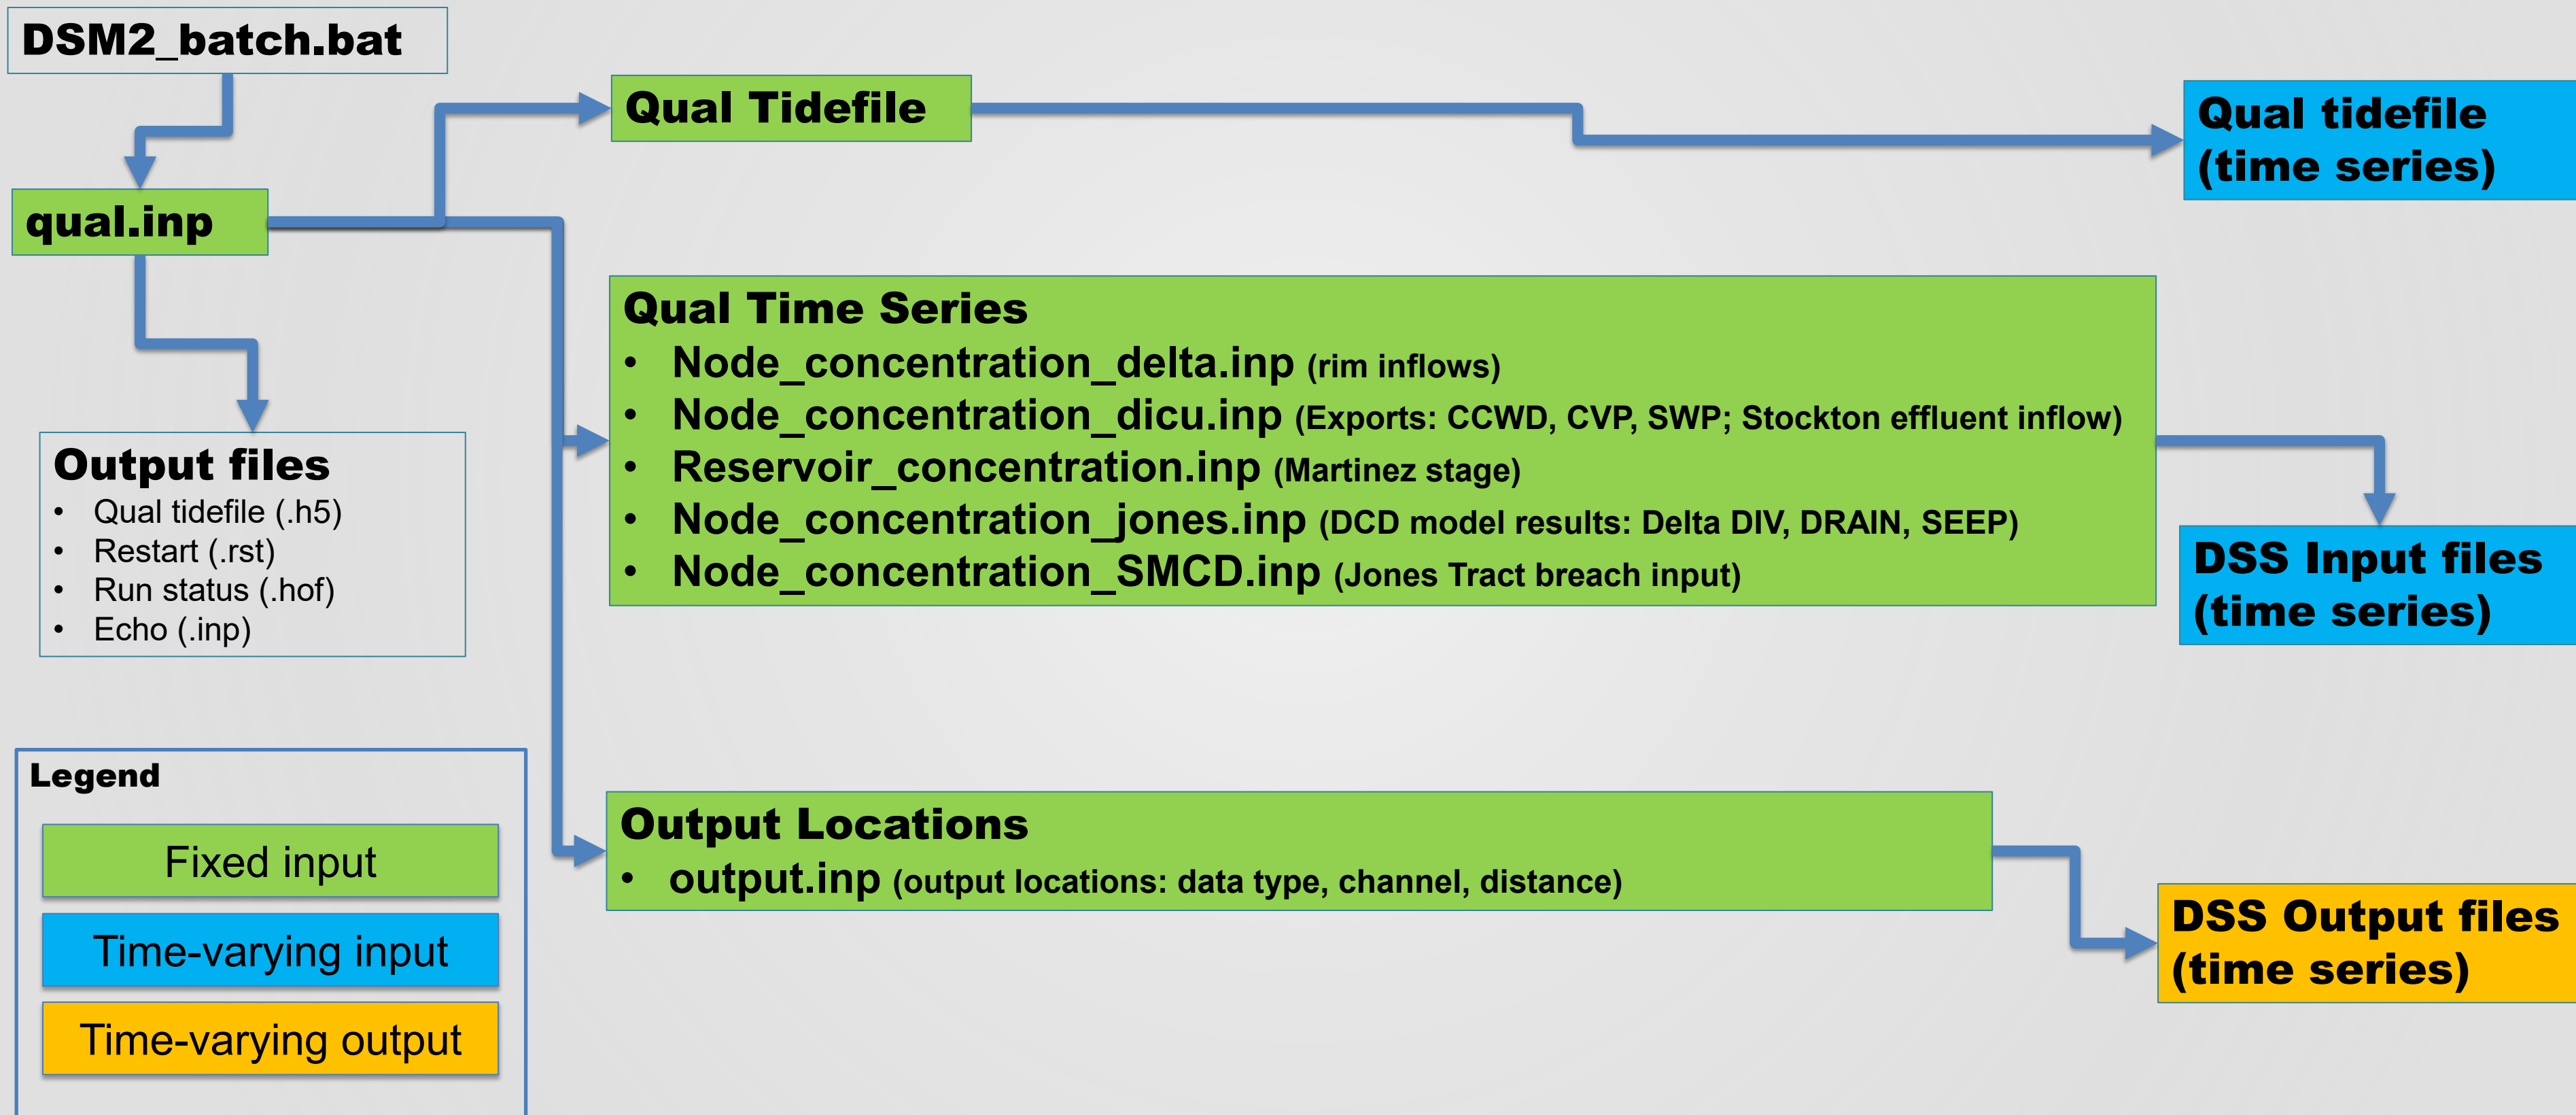 DSM2_batch.bat
qual.inp
Output files
• Qual tidefile (.h5)
• Restart (.rst)
• Run status (.hof)
• Echo (.inp)
Legend
Fixed input
Time-varying input
Time-varying output
Qual Tidefile
Qual Time Series
• Node_concentration_delta.inp (rim inflows)
• Node_concentration_dicu.inp (Exports: CCWD, CVP, SWP; Stockton effluent inflow)
• Reservoir_concentration.inp (Martinez stage)
• Node_concentration_jones.inp (DCD model results: Delta DIV, DRAIN, SEEP)
• Node_concentration_SMCD.inp (Jones Tract breach input)
Output Locations
• output.inp (output locations: data type, channel, distance)
Qual tidefile
(time series)
DSS Input files
(time series)
DSS Output files
(time series)